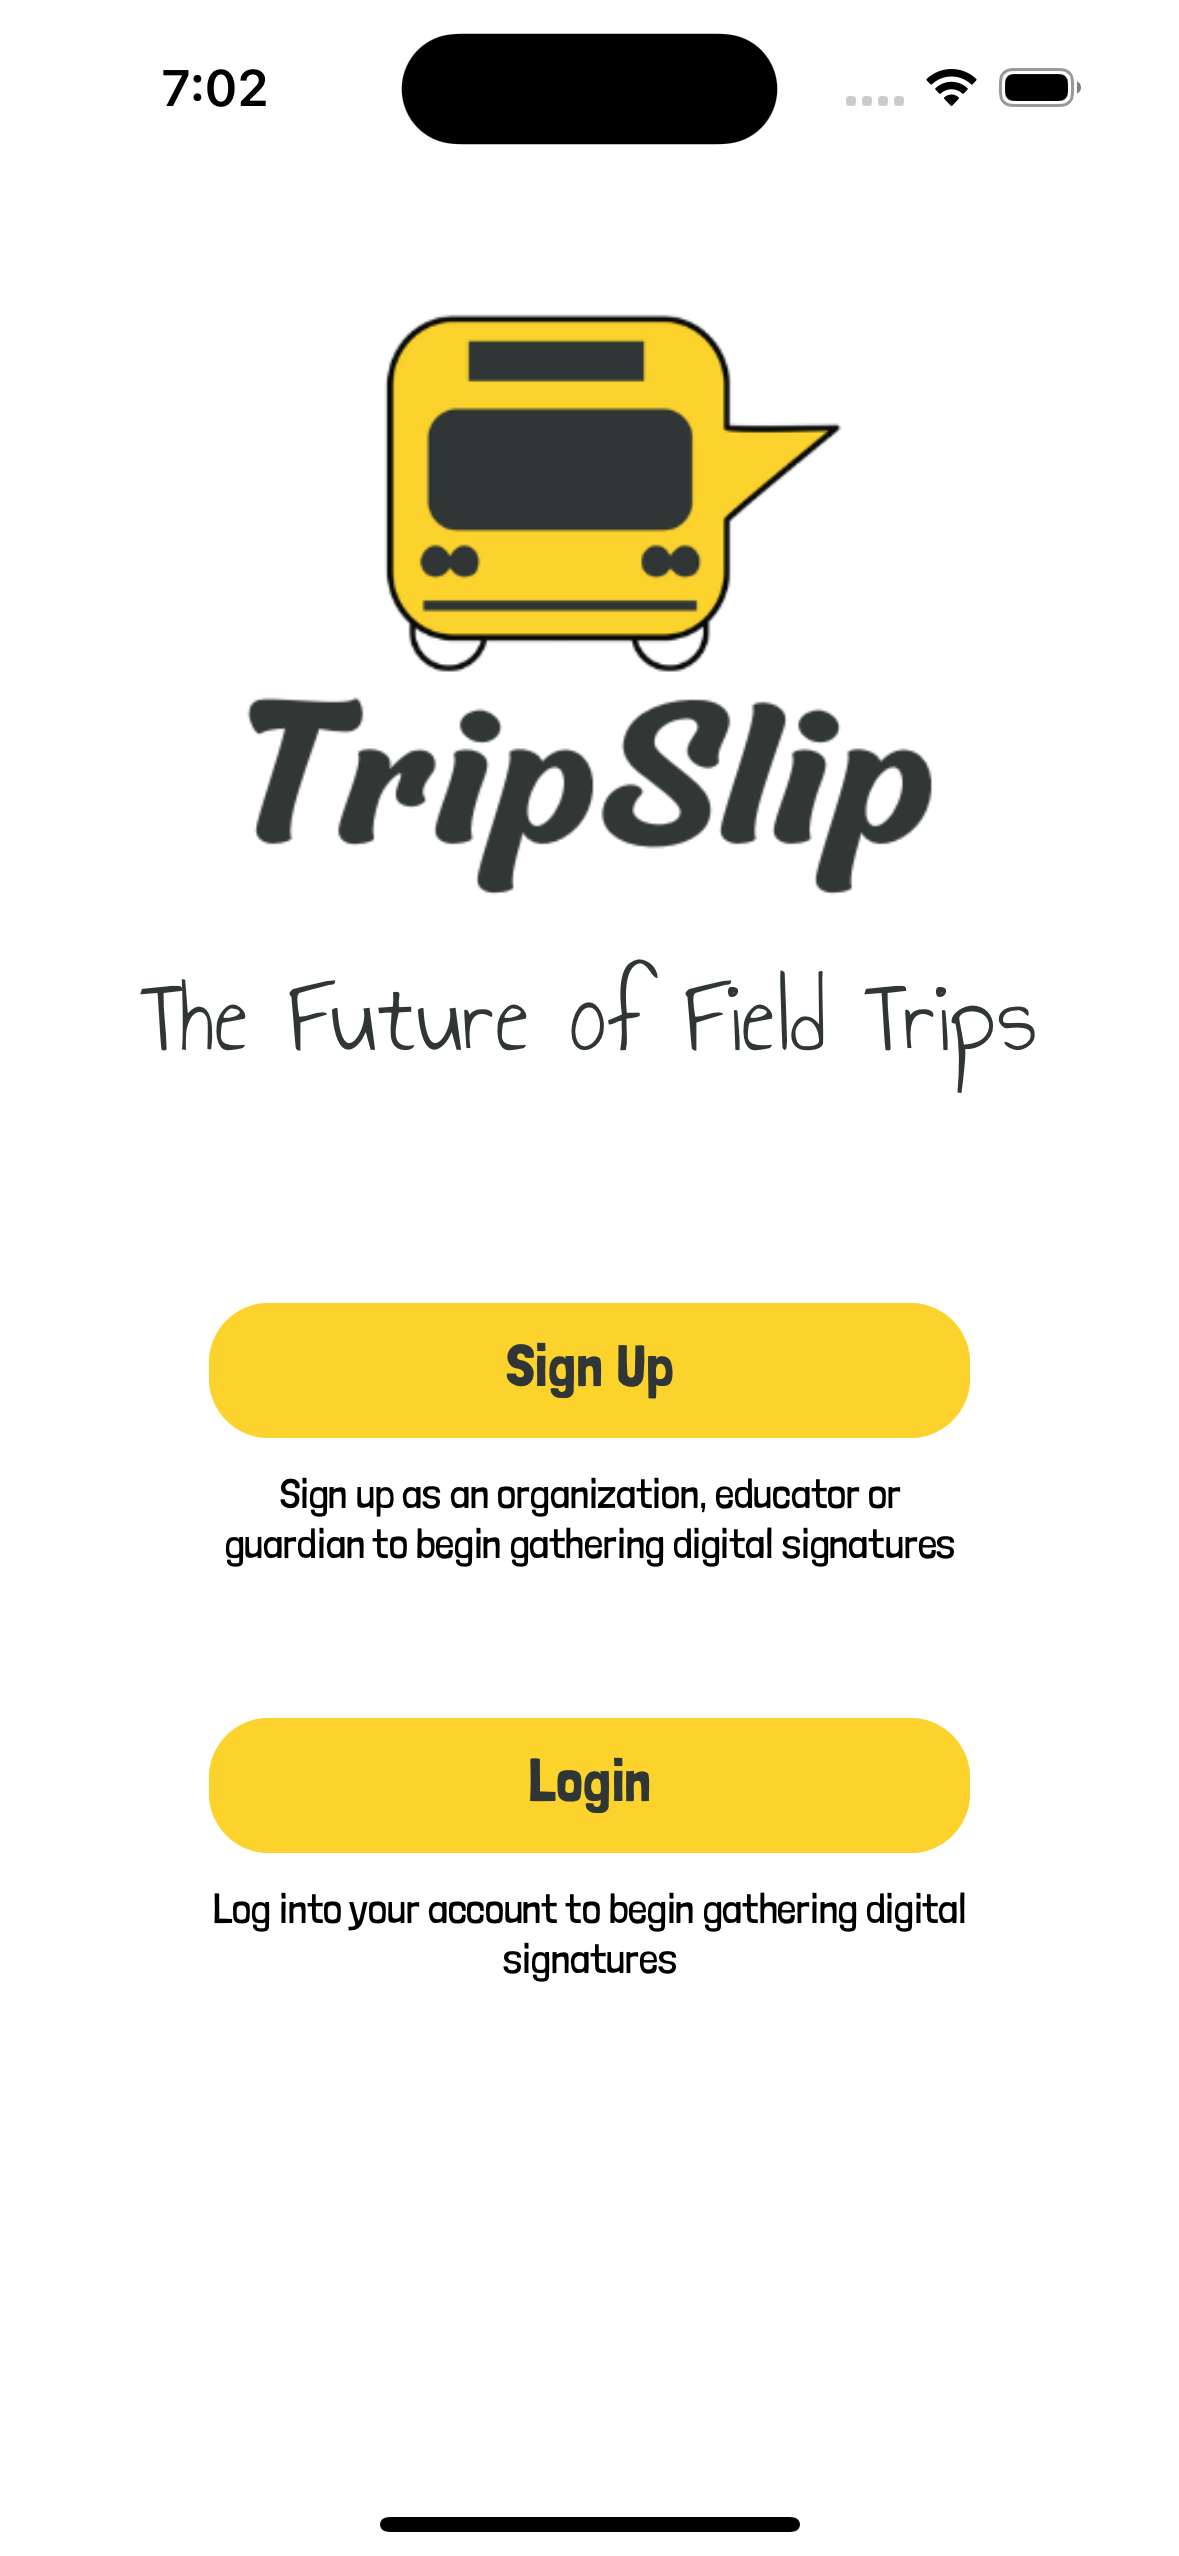 7:02
TripSlip
The Future of Field Trips
Sign Up
Sign up as an organization, educator or
guardian to begin gathering digital signatures
Login
Log into your account to begin gathering digital
signatures